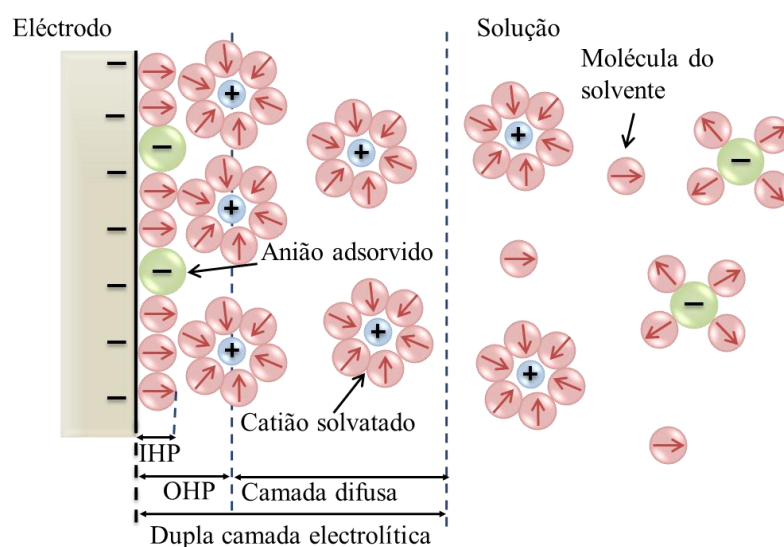 Eléctrodo
Solução
Molécula do
solvente
Anião adsorvido
Catião solvatado
IHP
OHP
Camada difusa
Dupla camada electrolítica